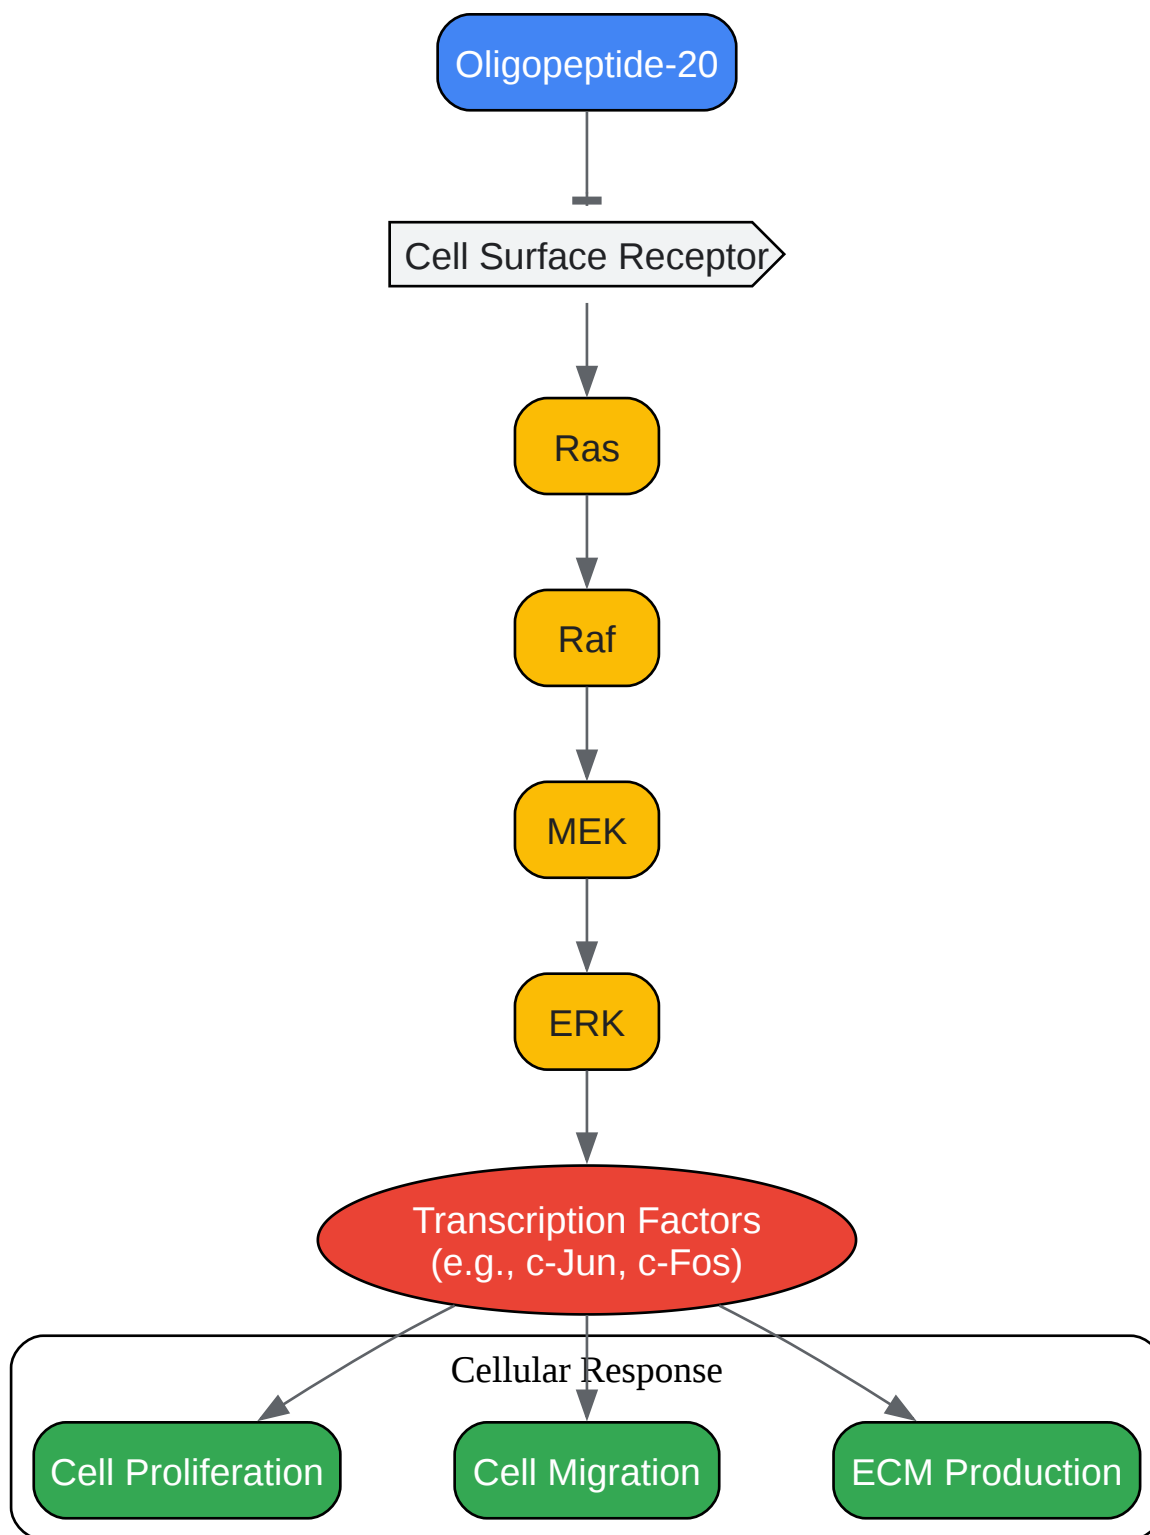 Oligopeptide-20
Cell Surface Receptor
Ras
Raf
MEK
ERK
Transcription Factors
(e.g., c-Jun, c-Fos)
Cellular Response
Cell Proliferation
Cell Migration
ECM Production